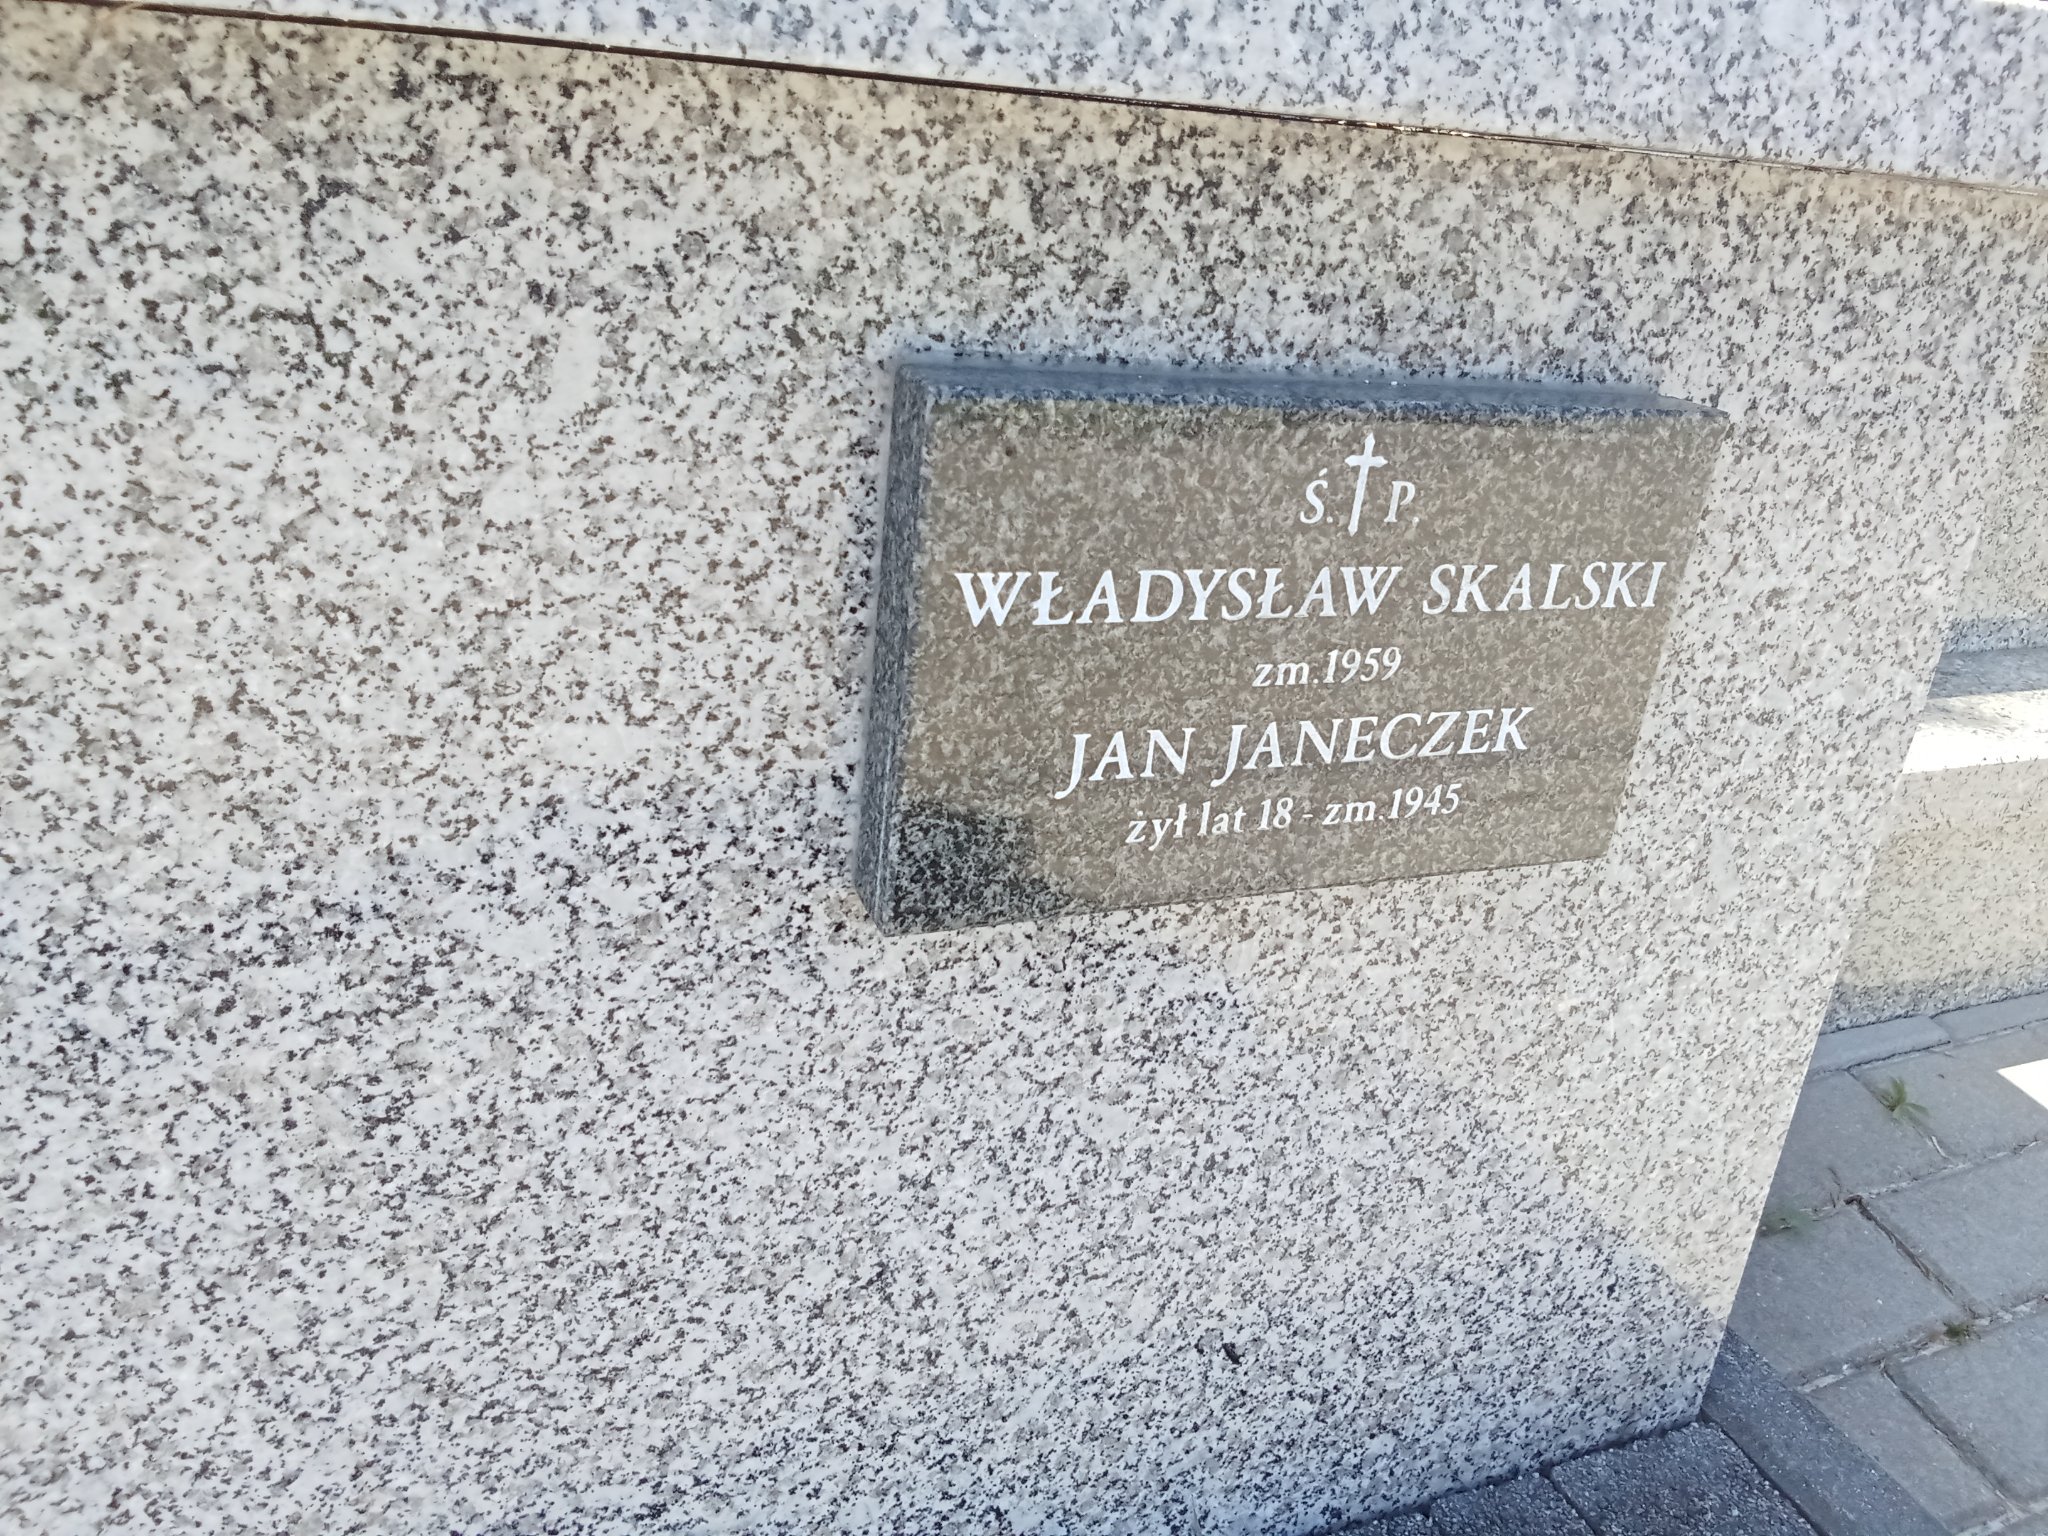 Ś. P.
WŁADYSŁAW SKALSKI
zm.1959
JAN JANECZEK
żył lat 18 - zm.1945